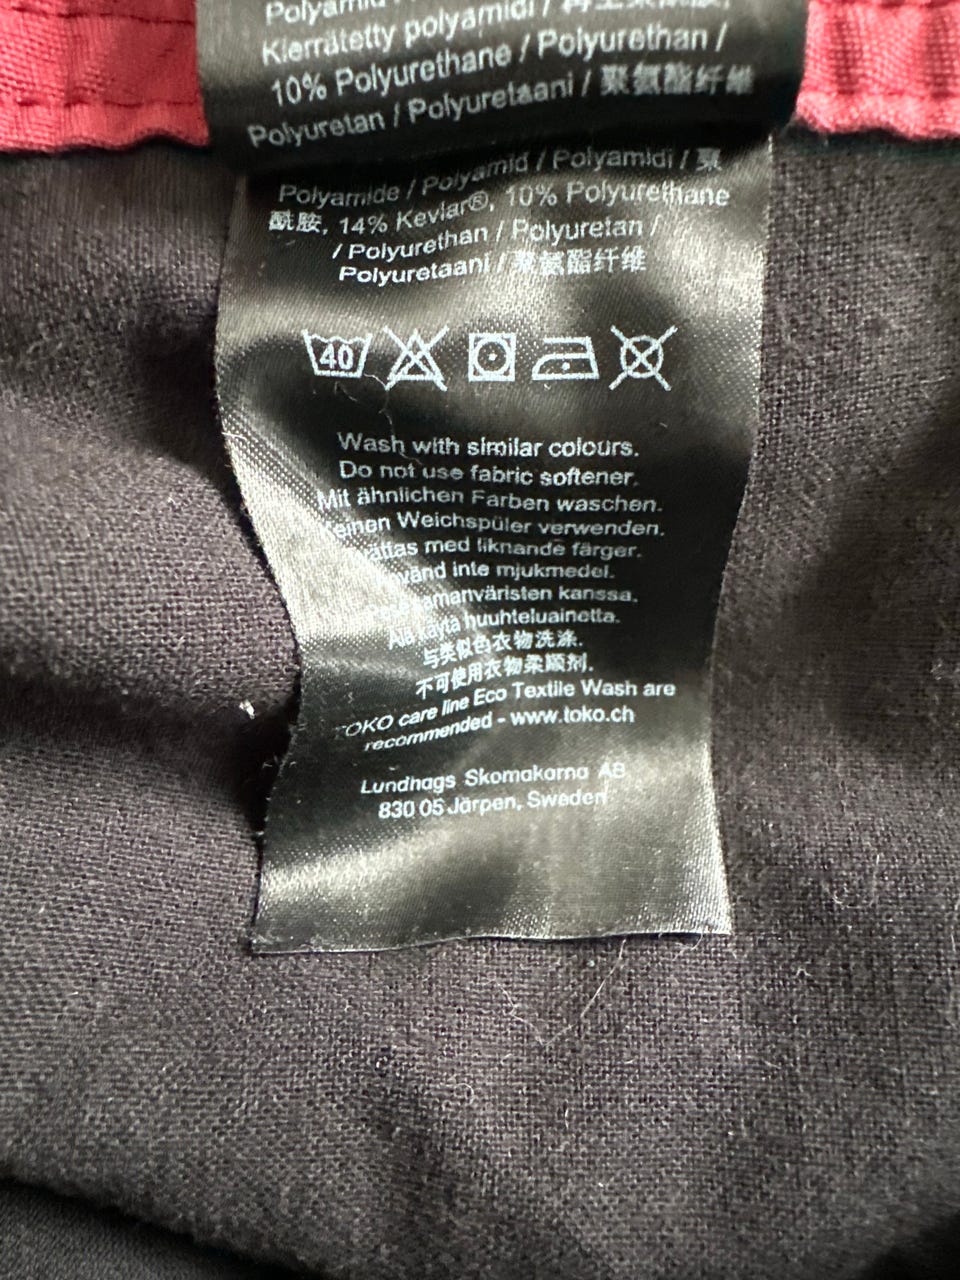 Kierrätetty polyamidi /
10% Polyurethane / Polyurethan /
Polyuretan / Polyuretaani / 聚氨酯纤维
Polyamide / Polyamid / Polyamidi / 聚
酰胺, 14% Kevlar®, 10% Polyurethane
/ Polyurethan / Polyuretan /
Polyuretaani / 聚氨酯纤维
40
Wash with similar colours.
Do not use fabric softener.
Mit ähnlichen Farben waschen.
Weichspüler verwenden.
med liknande färger.
inte mjukmedel.
kanssa.
Älä käytä huuhteluainetta.
与类似色衣物洗涤.
不可使用衣物柔顺剂.
TOKO care line Eco Textile Wash are
recommended - www.toko.ch
Lundhags Skomakarna AB
830 05 Järpen, Sweden